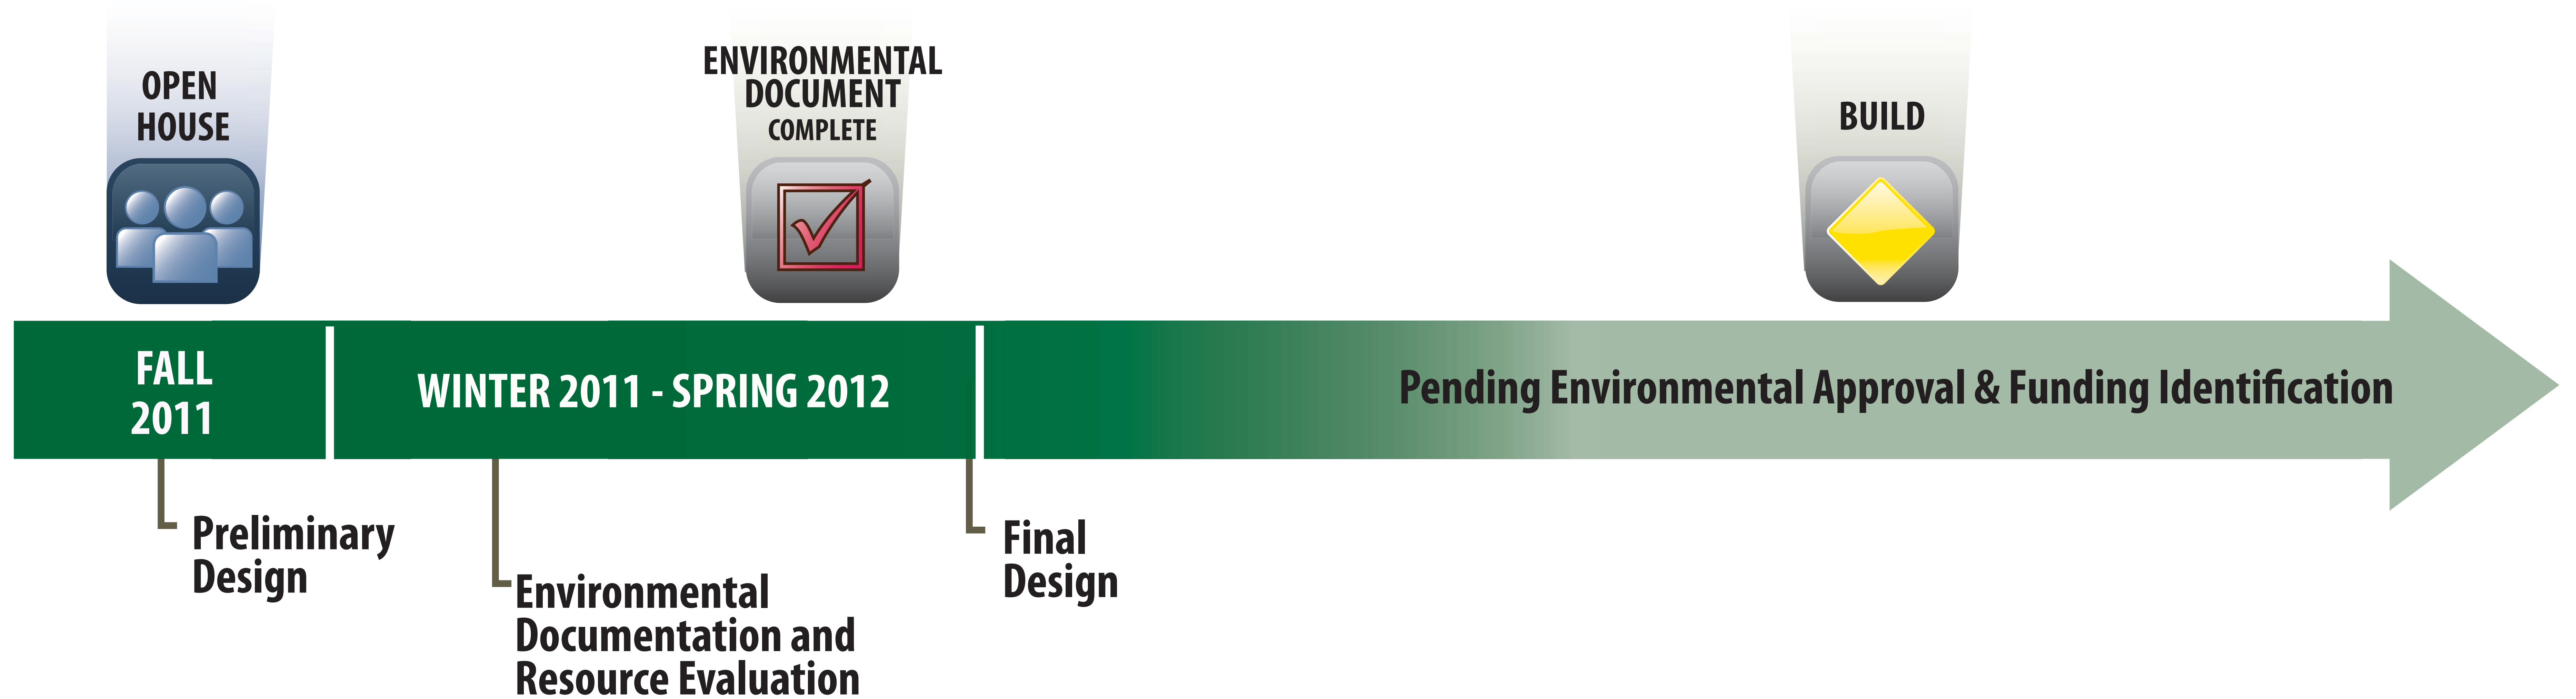 OPEN
HOUSE
ENVIRONMENTAL
DOCUMENT
COMPLETE
BUILD
FALL
2011
WINTER 2011 - SPRING 2012
Pending Environmental Approval & Funding Identification
Preliminary
Design
Environmental
Documentation and
Resource Evaluation
Final
Design